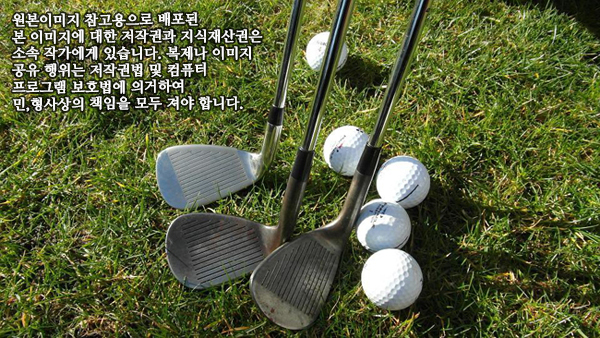 원본이미지 참고용으로 배포된
본 이미지에 대한 저작권과 지식재산권은
소속 작가에게 있습니다. 복제나 이미지
공유 행위는 저작권법 및 컴퓨터
프로그램 보호법에 의거하여
민,형사상의 책임을 모두 져야 합니다.